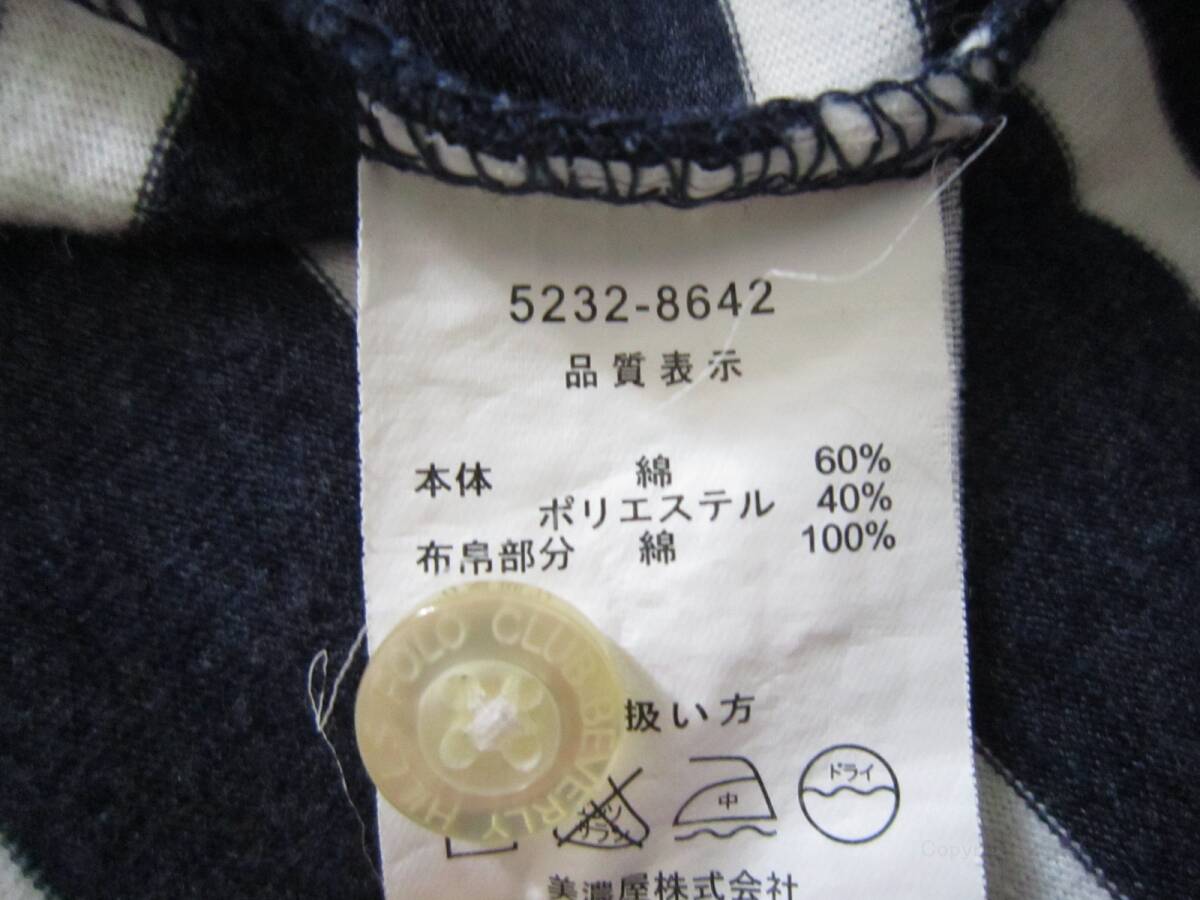 5232-8642
品質表示
本体 綿 60%
ポリエステル 40%
布帛部分 綿 100%
POLO CLUB BEVERLY
扱い方
中
ドライ
美濃屋株式会社